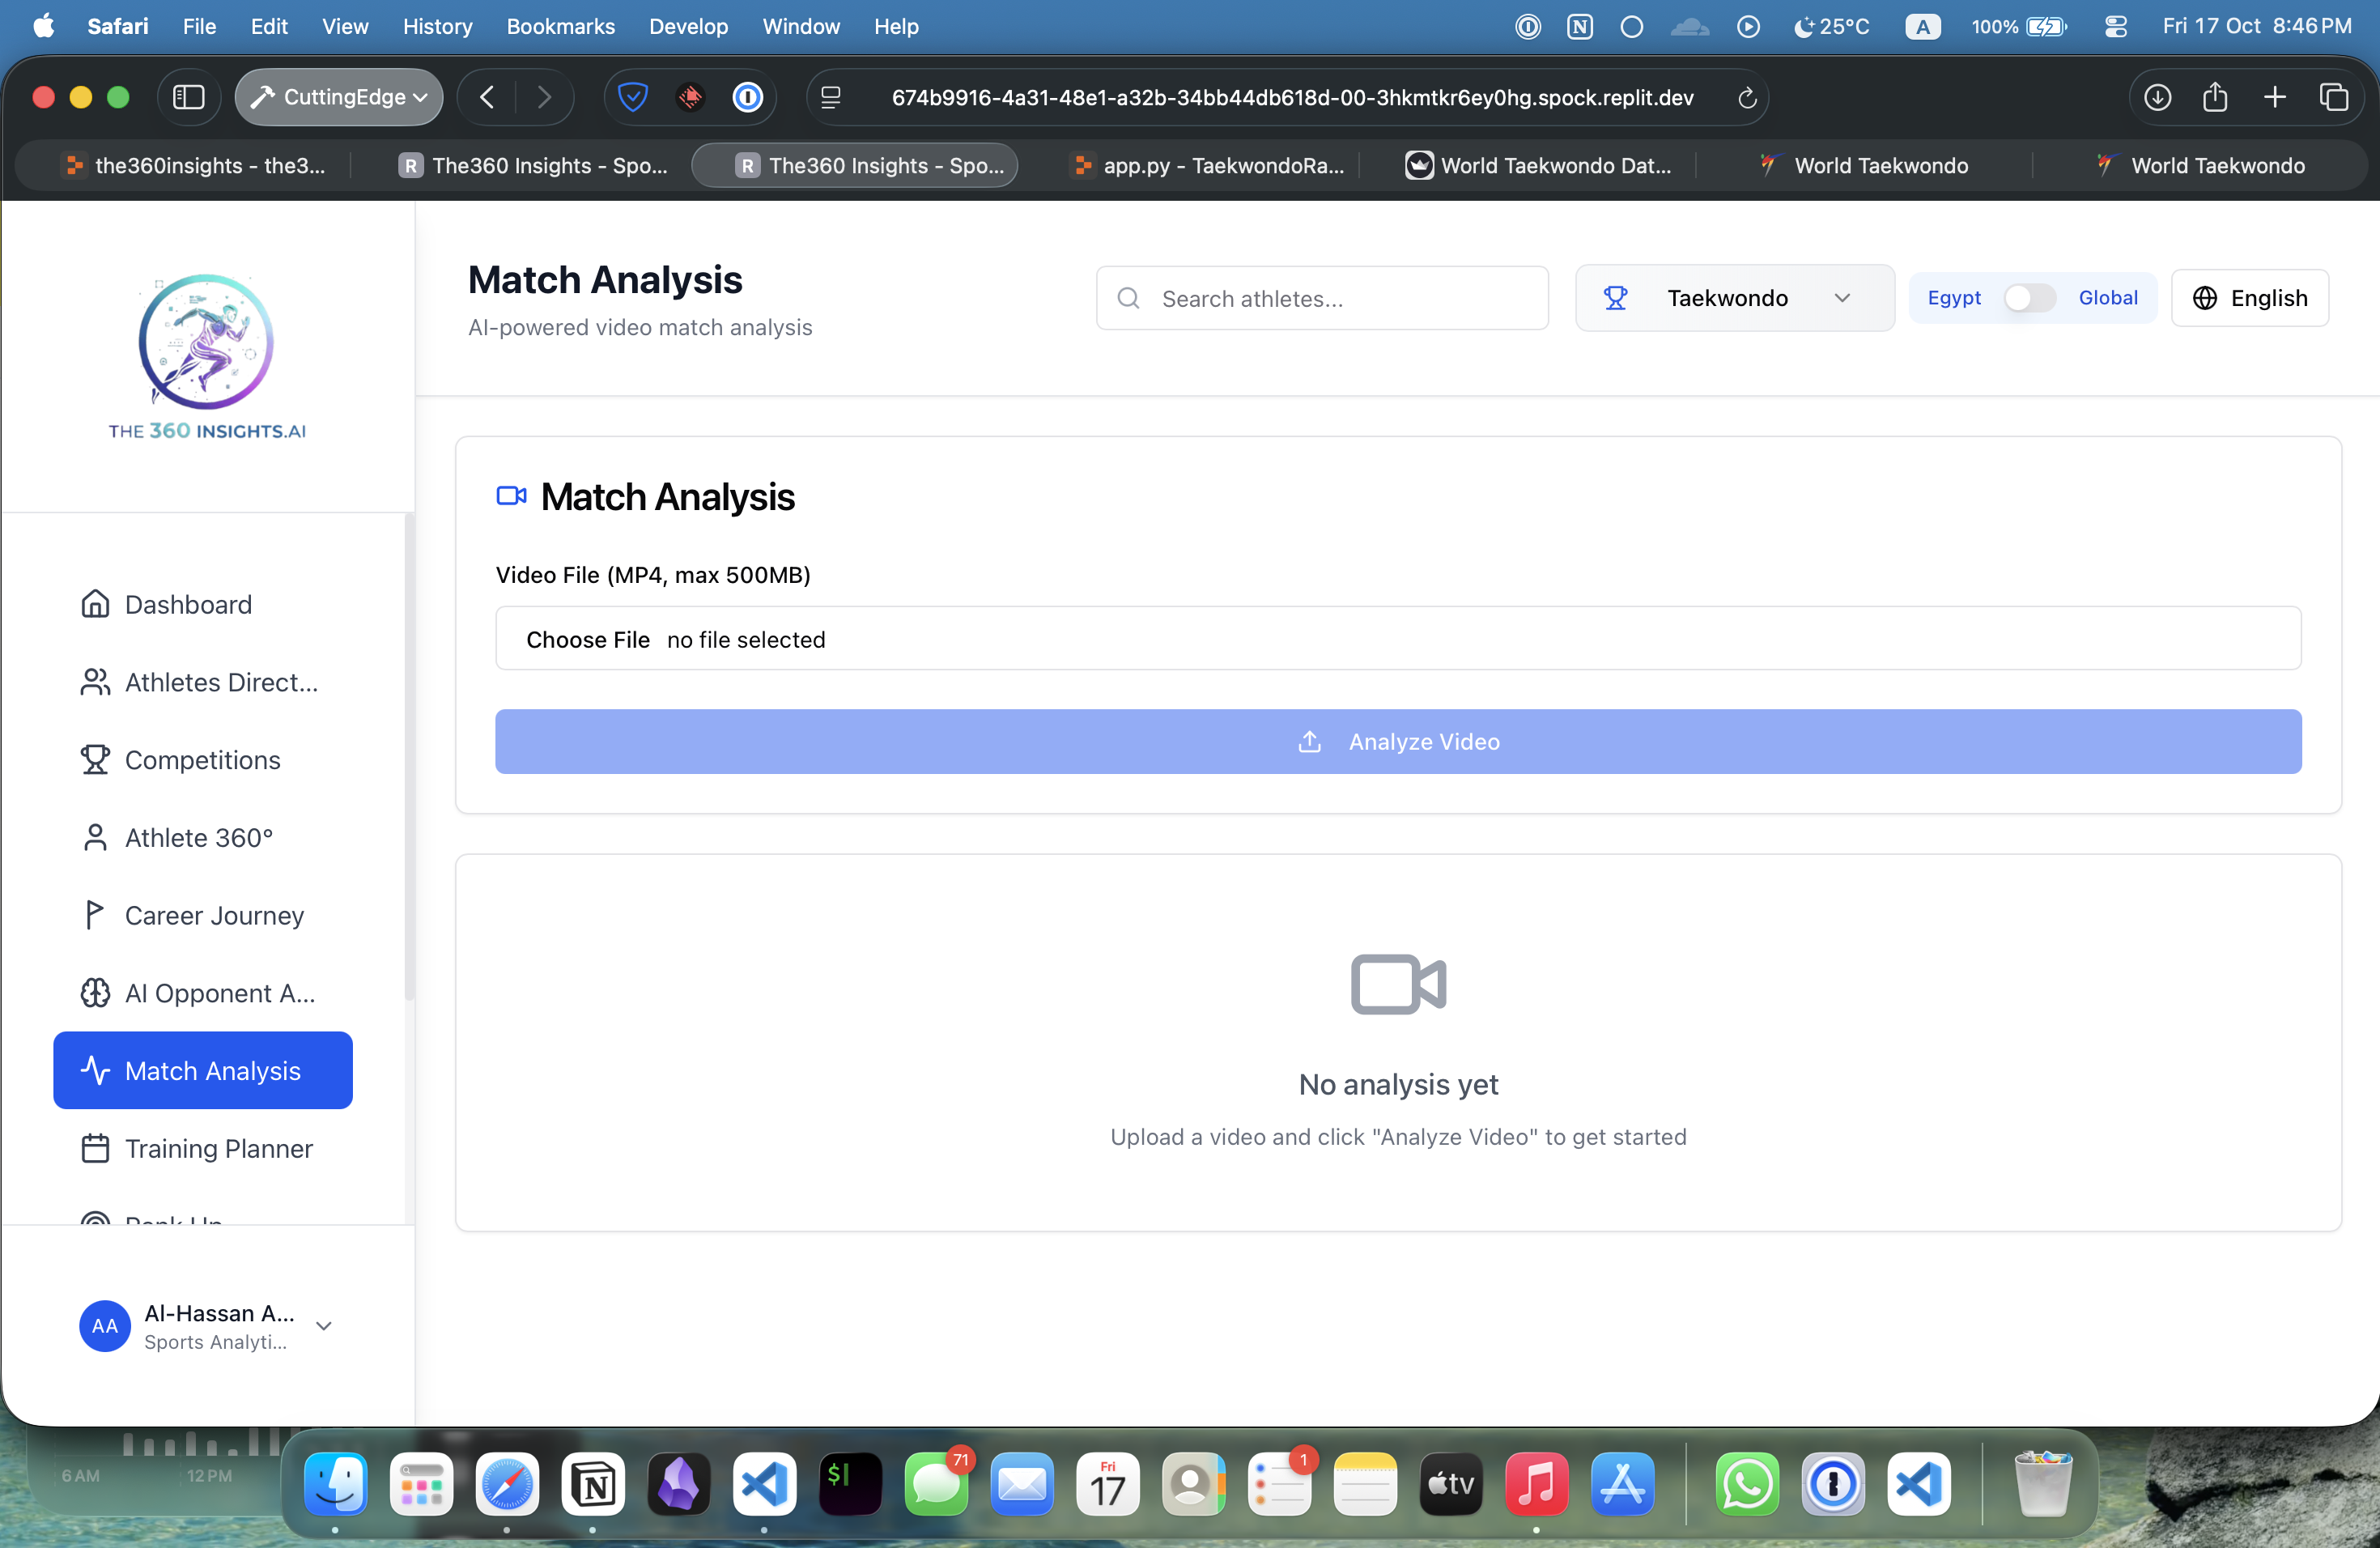 Safari File Edit View History Bookmarks Develop Window Help 25°C A 100% Fri 17 Oct 8:46 PM
CuttingEdge 674b9916-4a31-48e1-a32b-34bb44db618d-00-3hkmtkr6ey0hg.spock.replit.dev
the360insights - the3... R The360 Insights - Spo... R The360 Insights - Spo... app.py - TaekwondoRa... World Taekwondo Dat... World Taekwondo World Taekwondo
THE 360 INSIGHTS.AI
Match Analysis
AI-powered video match analysis
Search athletes...
Taekwondo
Egypt Global
English
Dashboard
Athletes Direct...
Competitions
Athlete 360°
Career Journey
AI Opponent A...
Match Analysis
Training Planner
Rank Up
AA Al-Hassan A...
Sports Analyti...
Match Analysis
Video File (MP4, max 500MB)
Choose File no file selected
Analyze Video
No analysis yet
Upload a video and click "Analyze Video" to get started
6 AM 12 PM
$ 71 Fri 17 1 tv